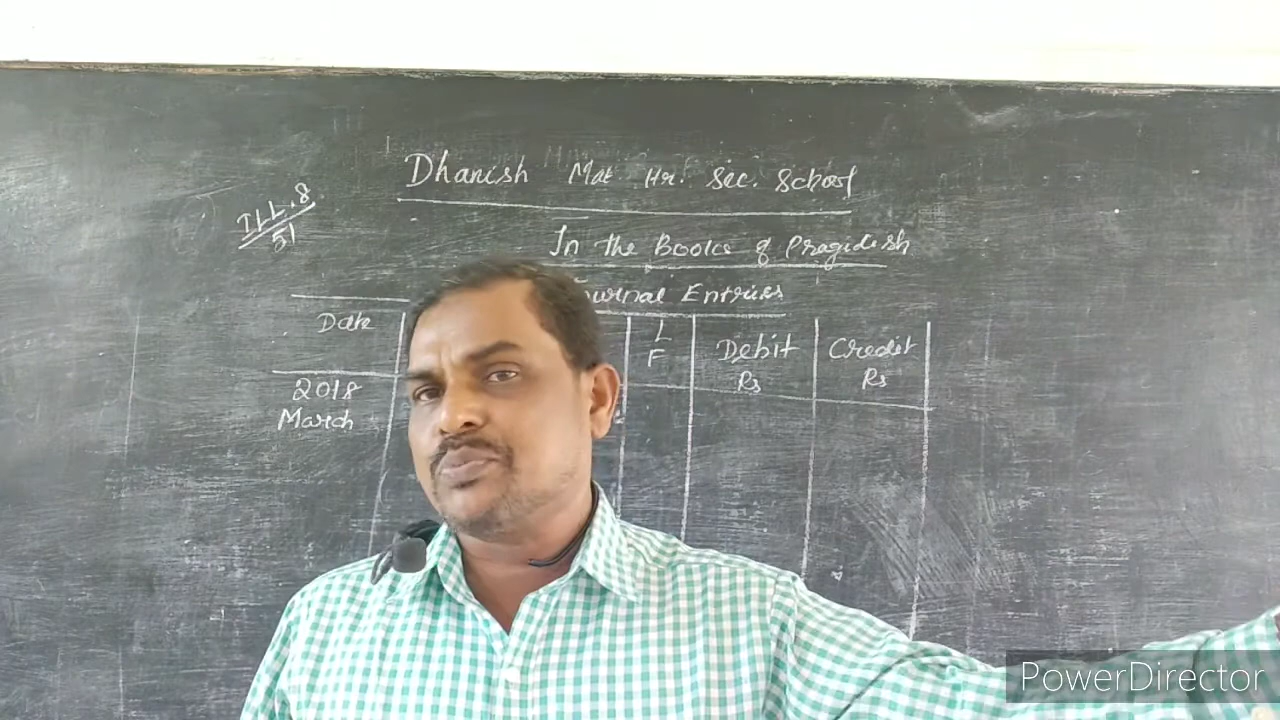 Dhanish Mat Hr. Sec. School
ILL.8
51
In the Books of Pragadesh
Journal Entries
Date
L
F
Debit
Rs
Credit
Rs
2018
March
PowerDirector